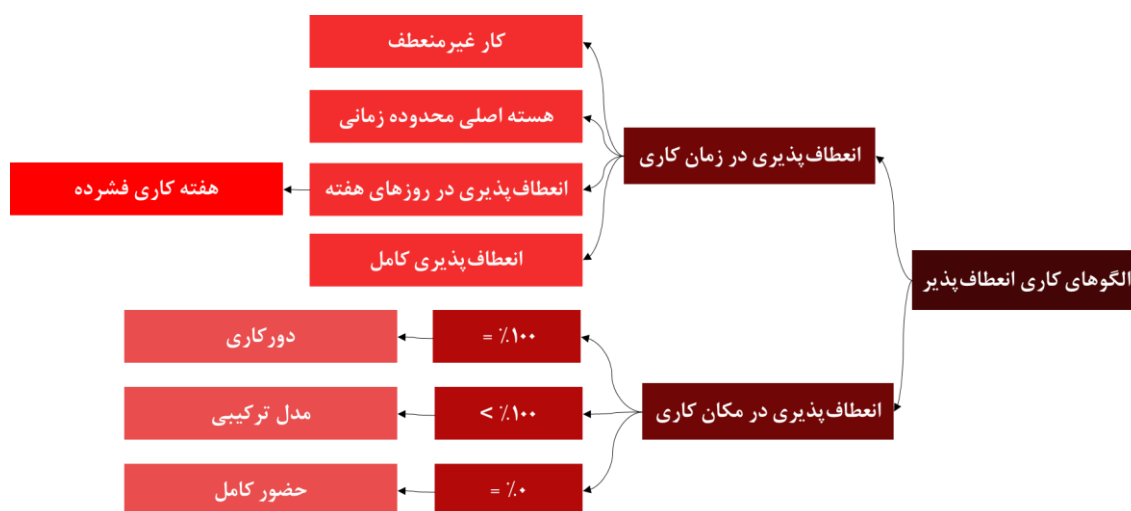 الگوهای کاری انعطاف‌پذیر
انعطاف‌پذیری در زمان کاری
کار غیرمنعطف
هسته اصلی محدوده زمانی
انعطاف‌پذیری در روزهای هفته
هفته کاری فشرده
انعطاف‌پذیری کامل
انعطاف‌پذیری در مکان کاری
= ٪۱۰۰
دورکاری
< ٪۱۰۰
مدل ترکیبی
= ٪۰
حضور کامل